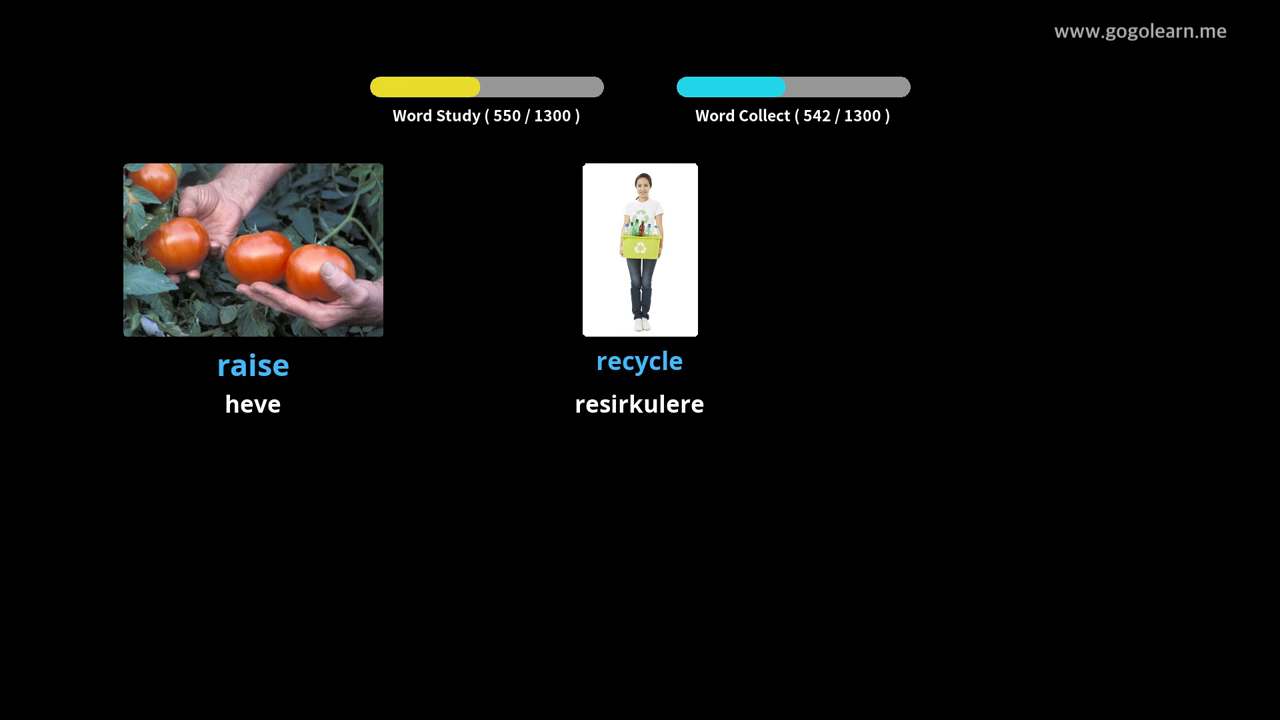 www.gogolearn.me
Word Study ( 550 / 1300 )
Word Collect ( 542 / 1300 )
raise
heve
recycle
resirkulere